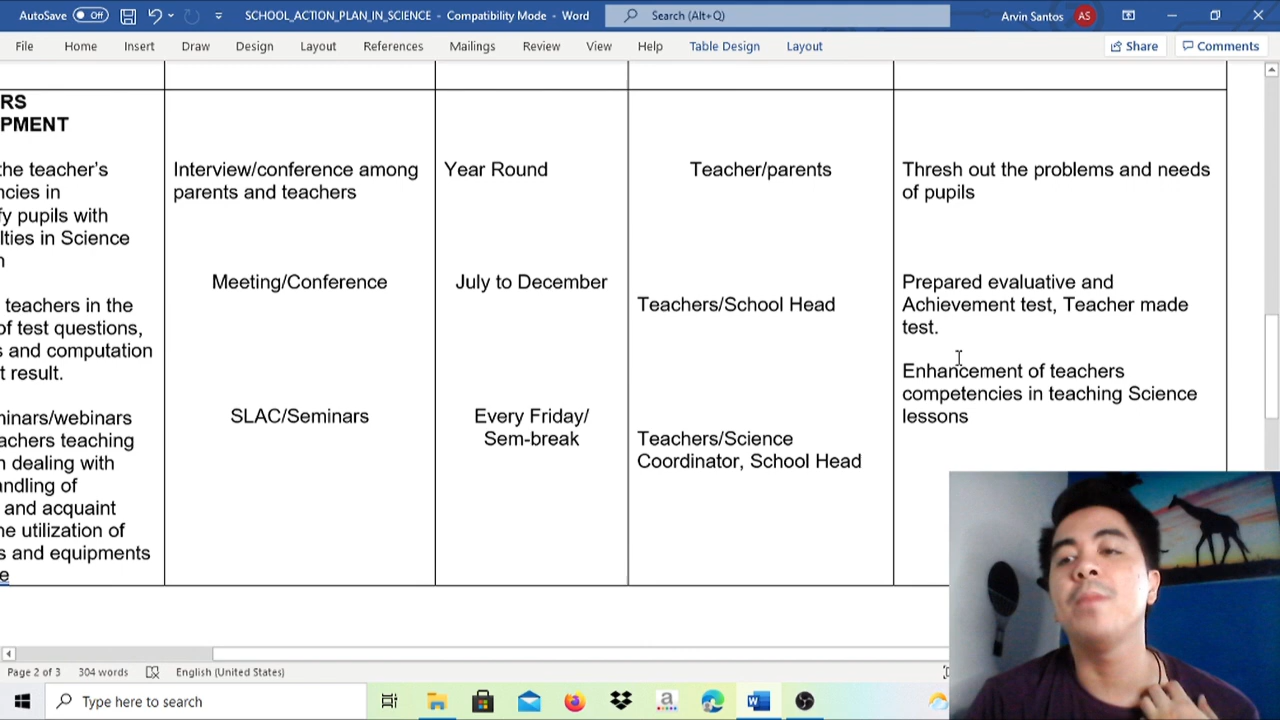 AutoSave Off SCHOOL_ACTION_PLAN_IN_SCIENCE - Compatibility Mode - Word Search (Alt+Q) Arvin Santos AS
File Home Insert Draw Design Layout References Mailings Review View Help Table Design Layout Share Comments
RS
PMENT
the teacher's
ncies in
fy pupils with
lties in Science
n
teachers in the
of test questions,
s and computation
t result.
minars/webinars
achers teaching
n dealing with
andling of
and acquaint
he utilization of
s and equipments
e
Interview/conference among
parents and teachers
Meeting/Conference
SLAC/Seminars
Year Round
July to December
Every Friday/
Sem-break
Teacher/parents
Teachers/School Head
Teachers/Science
Coordinator, School Head
Thresh out the problems and needs
of pupils
Prepared evaluative and
Achievement test, Teacher made
test.
Enhancement of teachers
competencies in teaching Science
lessons
Page 2 of 3 304 words English (United States)
Type here to search